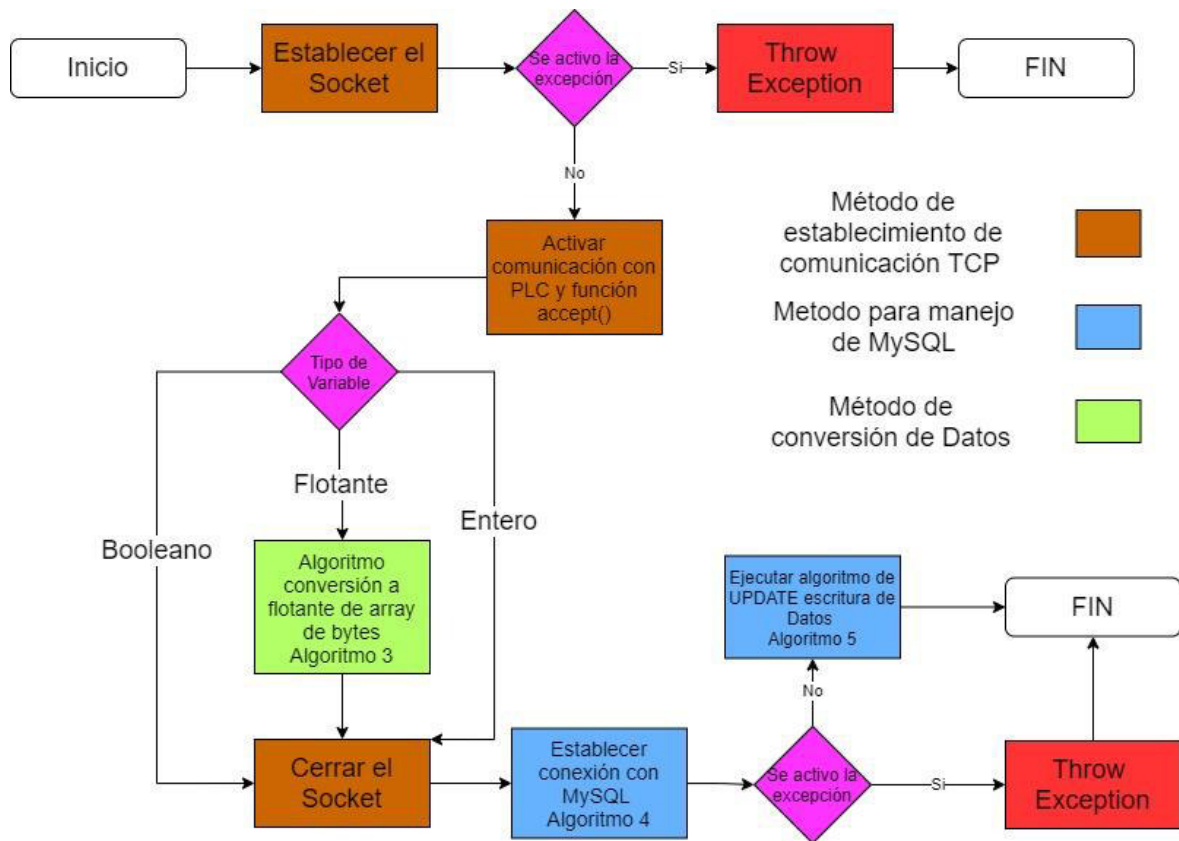 Inicio
Establecer el
Socket
Se activo la
excepción
Si
Throw
Exception
FIN
No
Activar
comunicación con
PLC y función
accept()
Método de
establecimiento de
comunicación TCP
Metodo para manejo
de MySQL
Método de
conversión de Datos
Tipo de
Variable
Flotante
Entero
Booleano
Algoritmo
conversión a
flotante de array
de bytes
Algoritmo 3
Ejecutar algoritmo de
UPDATE escritura de
Datos
Algoritmo 5
FIN
No
Cerrar el
Socket
Establecer
conexión con
MySQL
Algoritmo 4
Se activo la
excepción
Si
Throw
Exception